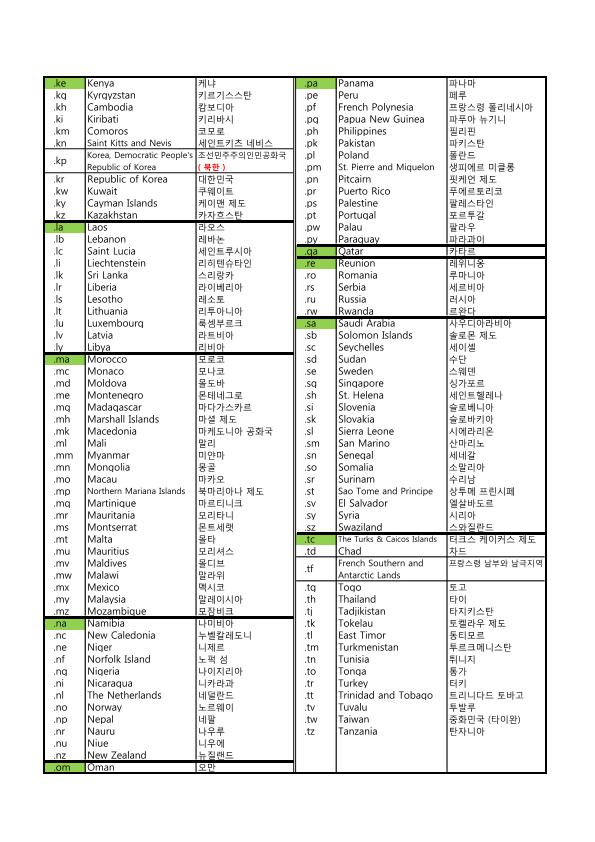 .ke Kenya 케냐
.kg Kyrgyzstan 키르기스스탄
.kh Cambodia 캄보디아
.ki Kiribati 키리바시
.km Comoros 코모로
.kn Saint Kitts and Nevis 세인트키츠 네비스
.kp Korea, Democratic People's Republic of Korea 조선민주주의인민공화국 ( 북한 )
.kr Republic of Korea 대한민국
.kw Kuwait 쿠웨이트
.ky Cayman Islands 케이맨 제도
.kz Kazakhstan 카자흐스탄
.la Laos 라오스
.lb Lebanon 레바논
.lc Saint Lucia 세인트루시아
.li Liechtenstein 리히텐슈타인
.lk Sri Lanka 스리랑카
.lr Liberia 라이베리아
.ls Lesotho 레소토
.lt Lithuania 리투아니아
.lu Luxembourg 룩셈부르크
.lv Latvia 라트비아
.ly Libya 리비아
.ma Morocco 모로코
.mc Monaco 모나코
.md Moldova 몰도바
.me Montenegro 몬테네그로
.mg Madagascar 마다가스카르
.mh Marshall Islands 마셜 제도
.mk Macedonia 마케도니아 공화국
.ml Mali 말리
.mm Myanmar 미얀마
.mn Mongolia 몽골
.mo Macau 마카오
.mp Northern Mariana Islands 북마리아나 제도
.mq Martinique 마르티니크
.mr Mauritania 모리타니
.ms Montserrat 몬트세랫
.mt Malta 몰타
.mu Mauritius 모리셔스
.mv Maldives 몰디브
.mw Malawi 말라위
.mx Mexico 멕시코
.my Malaysia 말레이시아
.mz Mozambique 모잠비크
.na Namibia 나미비아
.nc New Caledonia 누벨칼레도니
.ne Niger 니제르
.nf Norfolk Island 노퍽 섬
.ng Nigeria 나이지리아
.ni Nicaragua 니카라과
.nl The Netherlands 네덜란드
.no Norway 노르웨이
.np Nepal 네팔
.nr Nauru 나우루
.nu Niue 니우에
.nz New Zealand 뉴질랜드
.om Oman 오만
.pa Panama 파나마
.pe Peru 페루
.pf French Polynesia 프랑스령 폴리네시아
.pg Papua New Guinea 파푸아 뉴기니
.ph Philippines 필리핀
.pk Pakistan 파키스탄
.pl Poland 폴란드
.pm St. Pierre and Miquelon 생피에르 미클롱
.pn Pitcairn 핏케언 제도
.pr Puerto Rico 푸에르토리코
.ps Palestine 팔레스타인
.pt Portugal 포르투갈
.pw Palau 팔라우
.py Paraguay 파라과이
.qa Qatar 카타르
.re Reunion 레위니옹
.ro Romania 루마니아
.rs Serbia 세르비아
.ru Russia 러시아
.rw Rwanda 르완다
.sa Saudi Arabia 사우디아라비아
.sb Solomon Islands 솔로몬 제도
.sc Seychelles 세이셸
.sd Sudan 수단
.se Sweden 스웨덴
.sg Singapore 싱가포르
.sh St. Helena 세인트헬레나
.si Slovenia 슬로베니아
.sk Slovakia 슬로바키아
.sl Sierra Leone 시에라리온
.sm San Marino 산마리노
.sn Senegal 세네갈
.so Somalia 소말리아
.sr Surinam 수리남
.st Sao Tome and Principe 상투메 프린시페
.sv El Salvador 엘살바도르
.sy Syria 시리아
.sz Swaziland 스와질란드
.tc The Turks & Caicos Islands 터크스 케이커스 제도
.td Chad 차드
.tf French Southern and Antarctic Lands 프랑스령 남부와 남극지역
.tg Togo 토고
.th Thailand 타이
.tj Tadjikistan 타지키스탄
.tk Tokelau 토켈라우 제도
.tl East Timor 동티모르
.tm Turkmenistan 투르크메니스탄
.tn Tunisia 튀니지
.to Tonga 통가
.tr Turkey 터키
.tt Trinidad and Tobago 트리니다드 토바고
.tv Tuvalu 투발루
.tw Taiwan 중화민국 (타이완)
.tz Tanzania 탄자니아